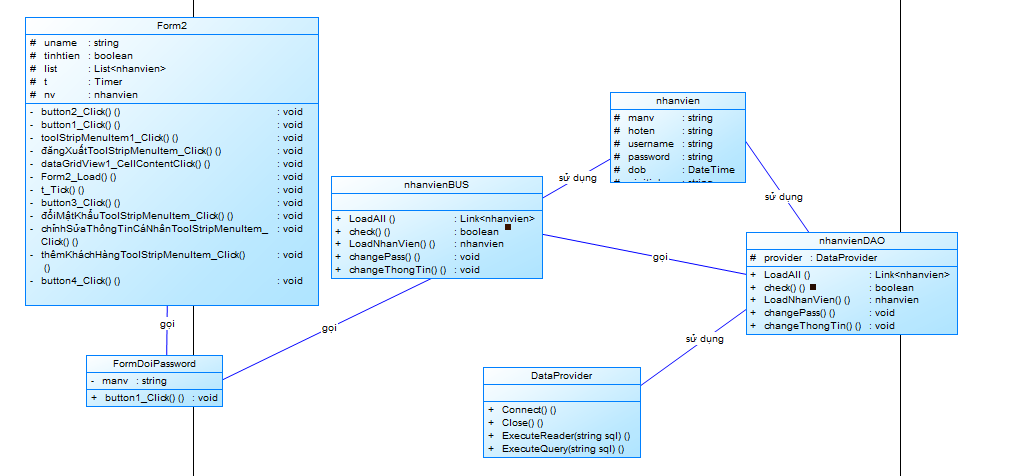 Form2
# uname : string
# tinhtien : boolean
# list : List<nhanvien>
# t : Timer
# nv : nhanvien
- button2_Click() () : void
- button1_Click() () : void
- toolStripMenuItem1_Click() () : void
- đăngXuấtToolStripMenuItem_Click() () : void
- dataGridView1_CellContentClick() () : void
- Form2_Load() () : void
- t_Tick() () : void
- button3_Click() () : void
- đổiMậtKhẩuToolStripMenuItem_Click() () : void
- chỉnhSửaThôngTinCáNhânToolStripMenuItem_ : void
Click() ()
- thêmKháchHàngToolStripMenuItem_Click() : void
()
- button4_Click() () : void
gọi
FormDoiPassword
- manv : string
+ button1_Click() () : void
gọi
nhanvienBUS
+ LoadAll () : Link<nhanvien>
+ check() () : boolean
+ LoadNhanVien() () : nhanvien
+ changePass() () : void
+ changeThongTin() () : void
sử dụng
nhanvien
# manv : string
# hoten : string
# username : string
# password : string
# dob : DateTime
sử dụng
gọi
nhanvienDAO
# provider : DataProvider
+ LoadAll () : Link<nhanvien>
+ check() () : boolean
+ LoadNhanVien() () : nhanvien
+ changePass() () : void
+ changeThongTin() () : void
sử dụng
DataProvider
+ Connect() ()
+ Close() ()
+ ExecuteReader(string sql) ()
+ ExecuteQuery(string sql) ()